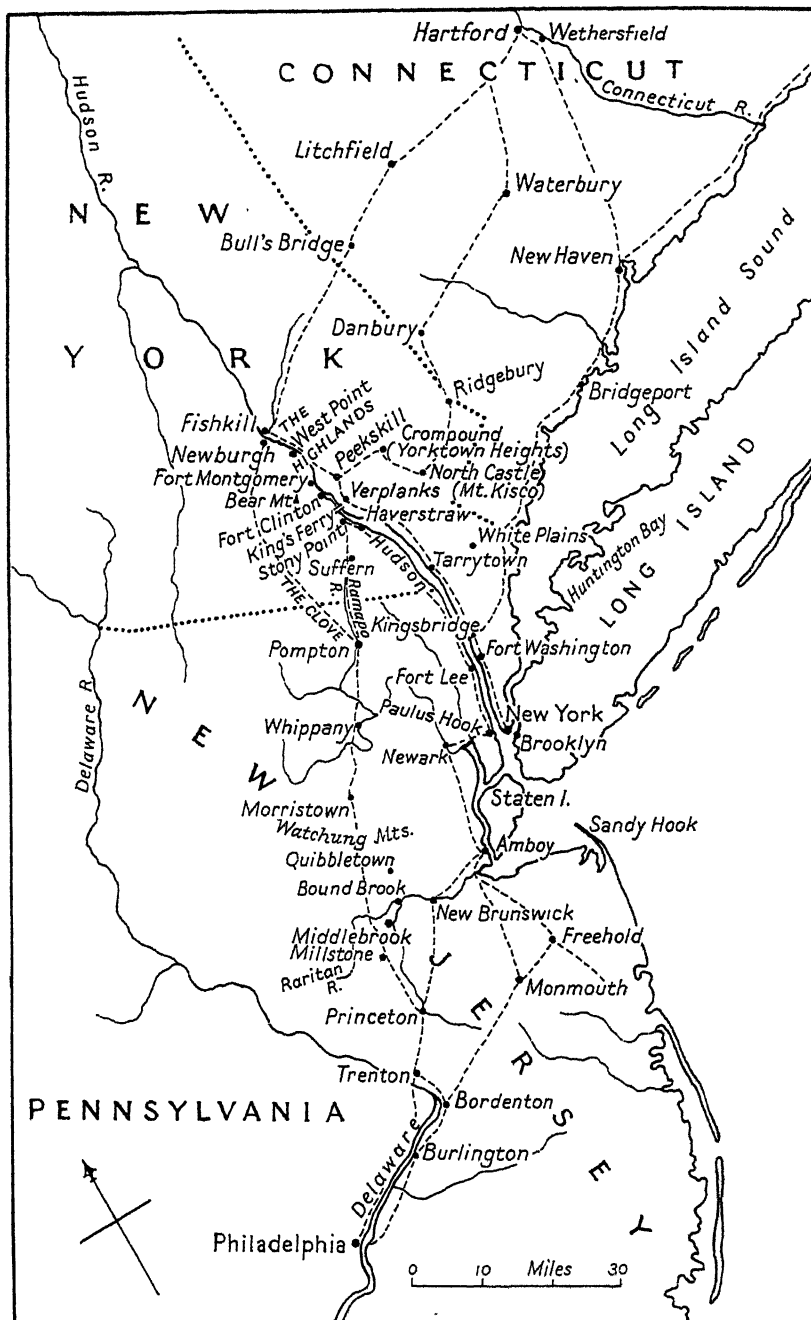 Hartford
Wethersfield
CONNECTICUT
Connecticut R.
Hudson R.
Litchfield
Waterbury
NEW
Bull's Bridge
New Haven
Long Island Sound
Danbury
YORK
Ridgebury
Bridgeport
THE HIGHLANDS
West Point
Fishkill
Peekskill
Crompound
(Yorktown Heights)
Newburgh
North Castle
(Mt. Kisco)
Fort Montgomery
Bear Mt.
Verplanks
Fort Clinton
Haverstraw
King's Ferry
White Plains
Stony Point
Hudson
Tarrytown
Huntington Bay
LONG ISLAND
Suffern
Ramapo R.
THE CLOVE
Kingsbridge
Pompton
Fort Washington
Fort Lee
Delaware R.
NEW
Paulus Hook
New York
Whippany
Brooklyn
Newark
Staten I.
Morristown
Sandy Hook
Watchung Mts.
Amboy
Quibbletown
Bound Brook
New Brunswick
Middlebrook
Freehold
Millstone
JERSEY
Raritan R.
Monmouth
Princeton
Trenton
PENNSYLVANIA
Bordenton
Delaware
Burlington
Philadelphia
0 10 Miles 30